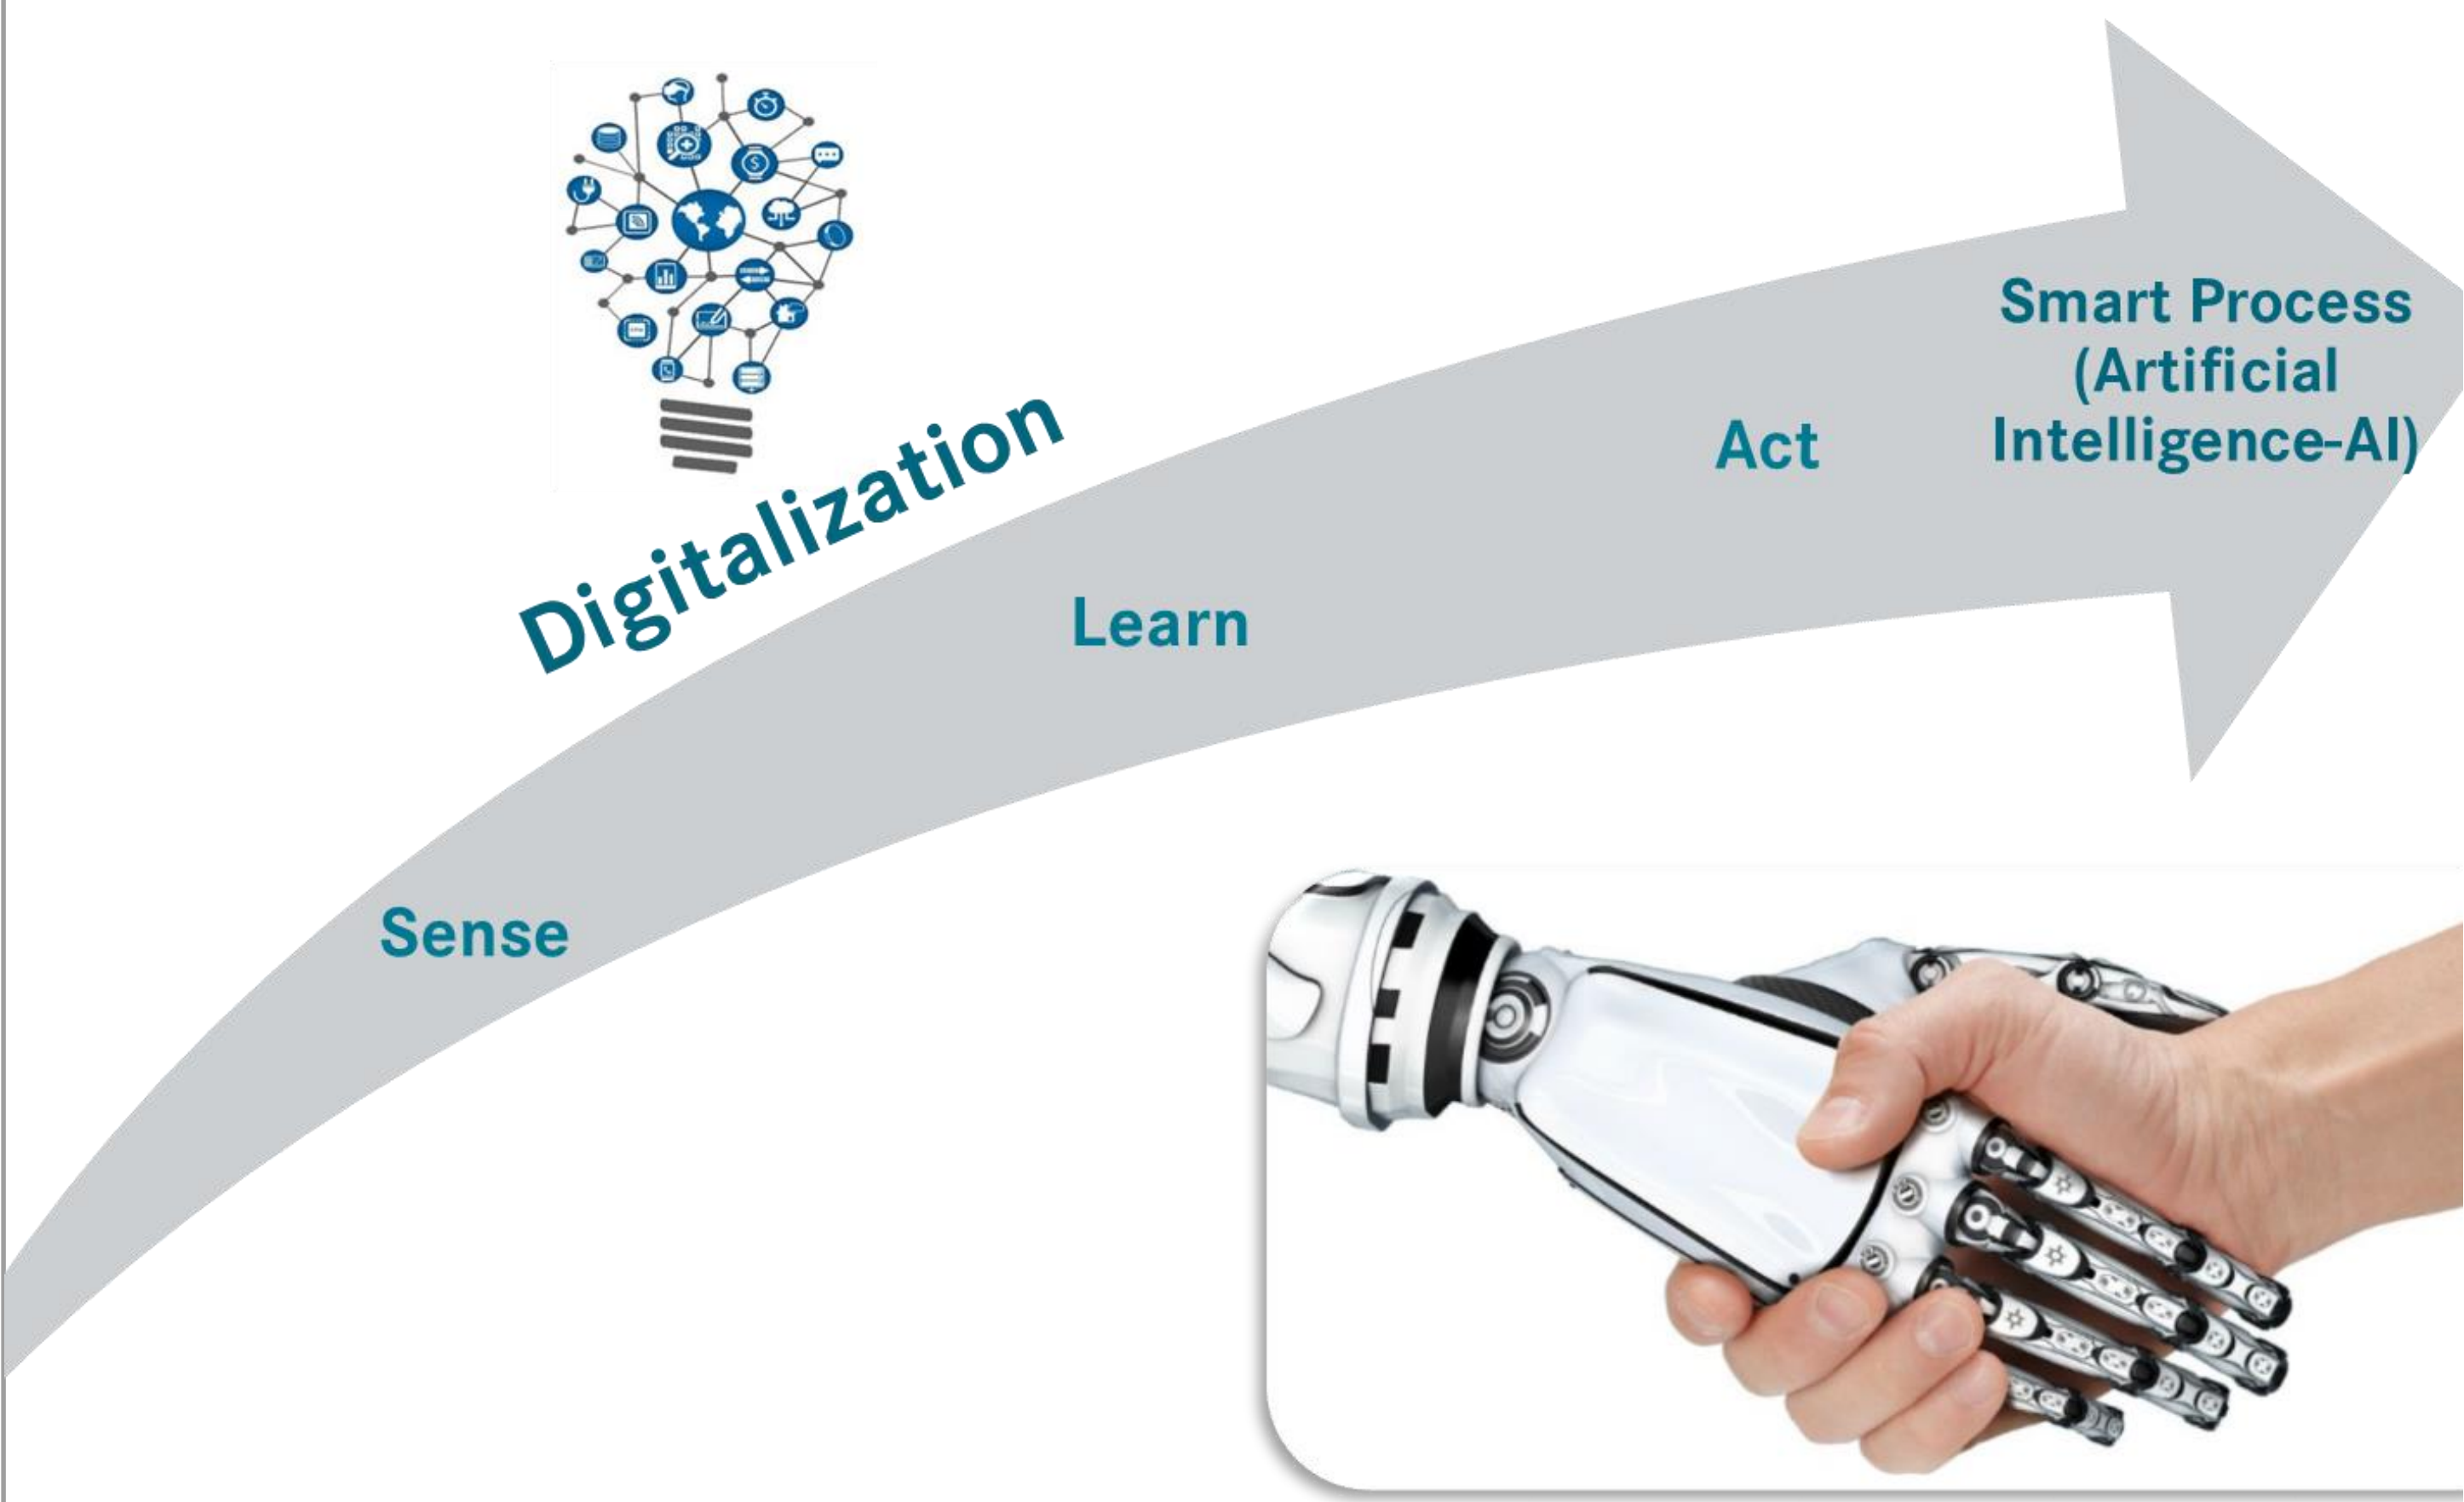 Digitalization
Sense
Learn
Act
Smart Process
(Artificial
Intelligence-AI)